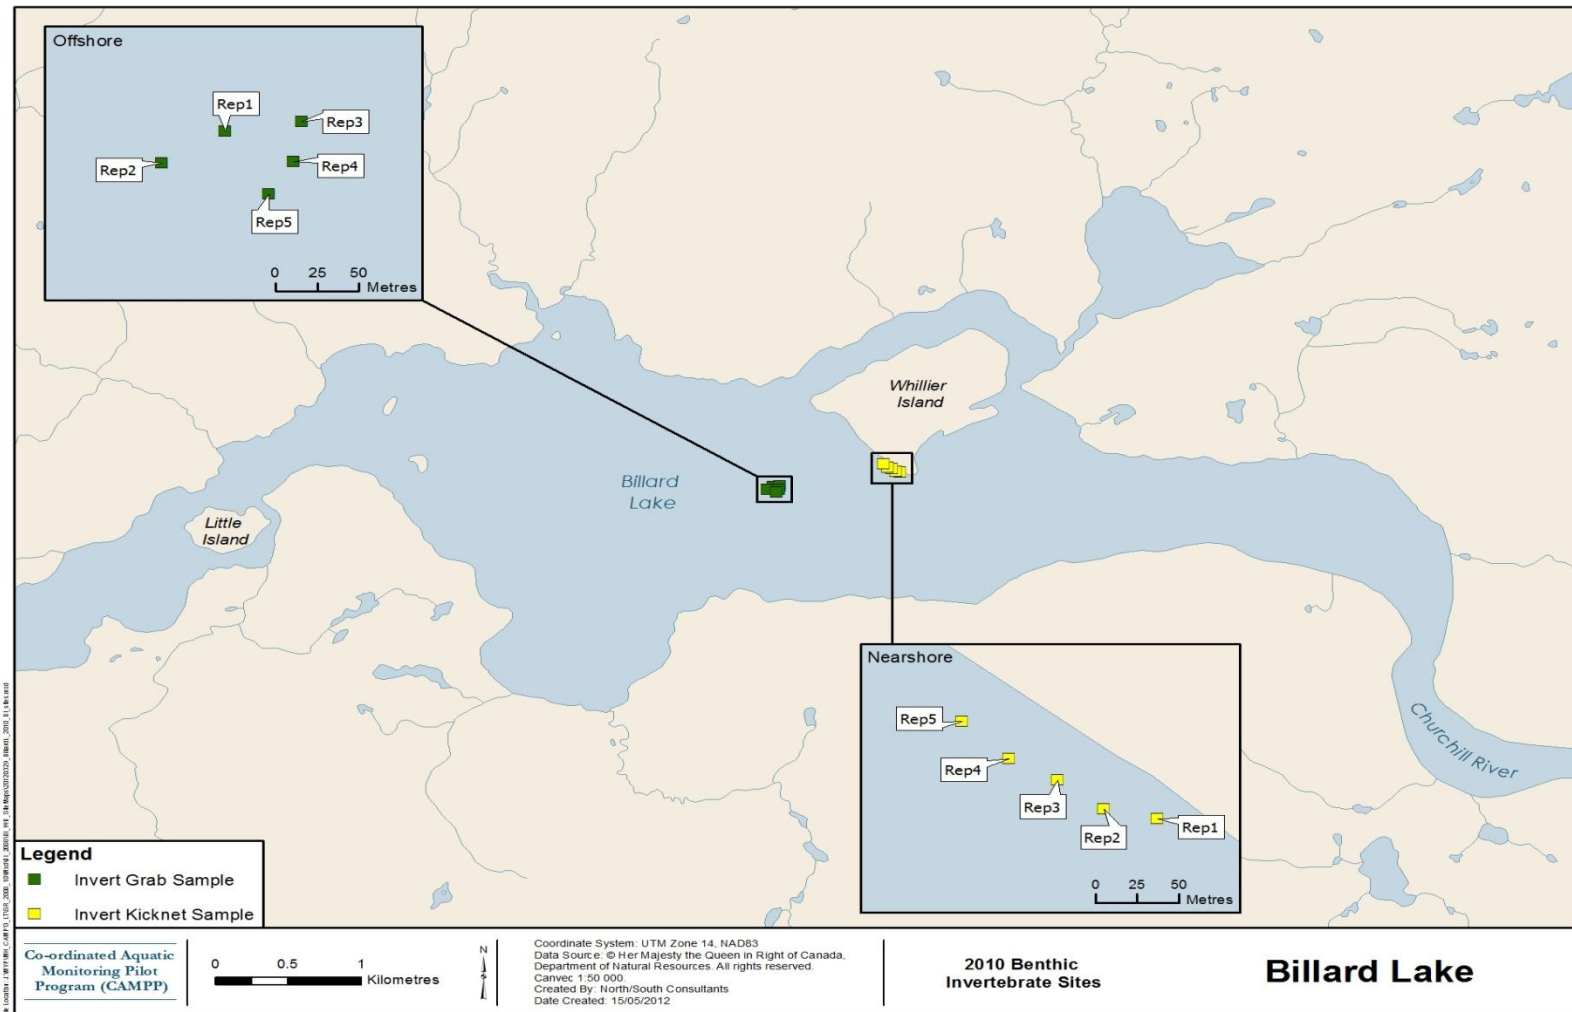 Offshore
Rep1
Rep3
Rep2
Rep4
Rep5
0 25 50
Metres
Whillier
Island
Billard
Lake
Little
Island
Nearshore
Rep5
Rep4
Rep3
Rep2
Rep1
0 25 50
Metres
Churchill River
Legend
Invert Grab Sample
Invert Kicknet Sample
Co-ordinated Aquatic
Monitoring Pilot
Program (CAMPP)
0 0.5 1
Kilometres
N
Coordinate System: UTM Zone 14, NAD83
Data Source: © Her Majesty the Queen in Right of Canada,
Department of Natural Resources. All rights reserved.
Canvec 1:50 000.
Created By: North/South Consultants
Date Created: 15/05/2012
2010 Benthic
Invertebrate Sites
Billard Lake